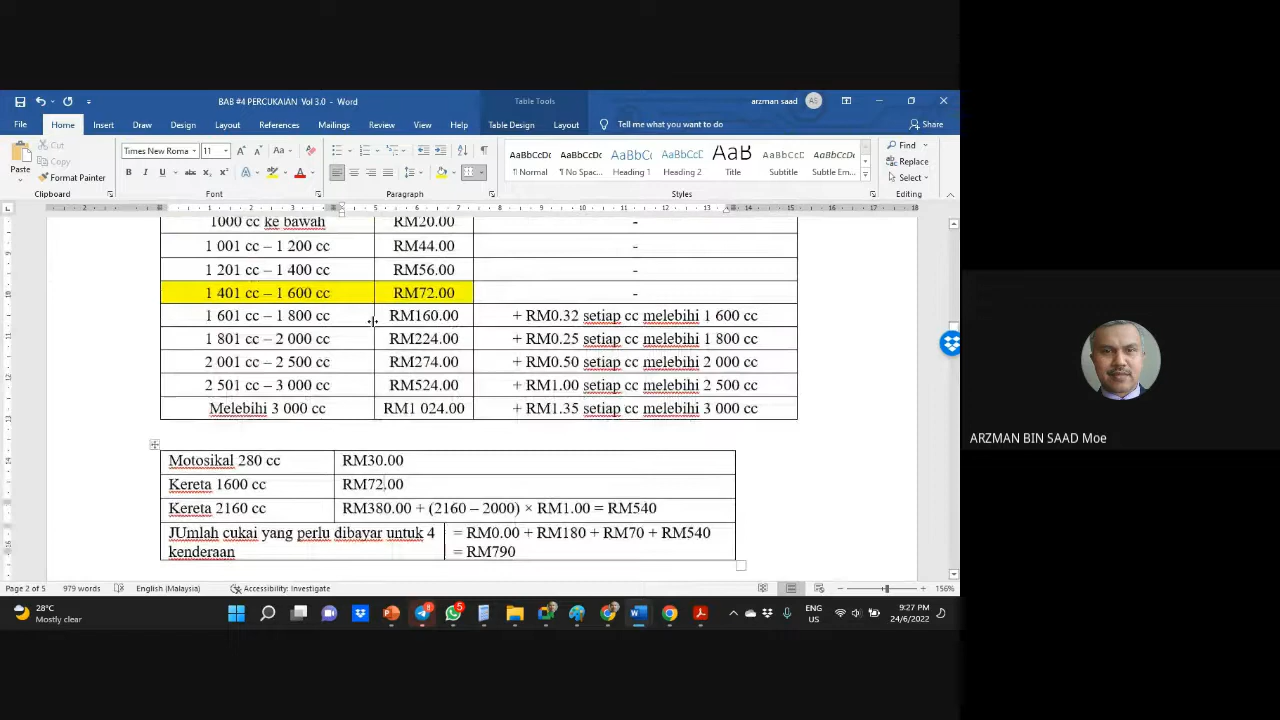 BAB #4 PERCUKAIAN Vol 3.0 - Word
Table Tools
arzman saad
AS
File
Home
Insert
Draw
Design
Layout
References
Mailings
Review
View
Help
Table Design
Layout
Tell me what you want to do
Share
Paste
Cut
Copy
Format Painter
Clipboard
Times New Roma
11
Font
Paragraph
AaBbCcDc
¶ Normal
AaBbCcDc
¶ No Spac...
AaBbCc
Heading 1
AaBbCcD
Heading 2
AaB
Title
AaBbCcD
Subtitle
AaBbCcDc
Subtle Em...
Styles
Find
Replace
Select
Editing
1000 cc ke bawah RM20.00 -
1 001 cc – 1 200 cc RM44.00 -
1 201 cc – 1 400 cc RM56.00 -
1 401 cc – 1 600 cc RM72.00 -
1 601 cc – 1 800 cc RM160.00 + RM0.32 setiap cc melebihi 1 600 cc
1 801 cc – 2 000 cc RM224.00 + RM0.25 setiap cc melebihi 1 800 cc
2 001 cc – 2 500 cc RM274.00 + RM0.50 setiap cc melebihi 2 000 cc
2 501 cc – 3 000 cc RM524.00 + RM1.00 setiap cc melebihi 2 500 cc
Melebihi 3 000 cc RM1 024.00 + RM1.35 setiap cc melebihi 3 000 cc
Motosikal 280 cc RM30.00
Kereta 1600 cc RM72.00
Kereta 2160 cc RM380.00 + (2160 – 2000) × RM1.00 = RM540
JUmlah cukai yang perlu dibayar untuk 4 = RM0.00 + RM180 + RM70 + RM540
kenderaan = RM790
ARZMAN BIN SAAD Moe
Page 2 of 5
979 words
English (Malaysia)
Accessibility: Investigate
156%
28°C
Mostly clear
8
5
ENG
US
9:27 PM
24/6/2022